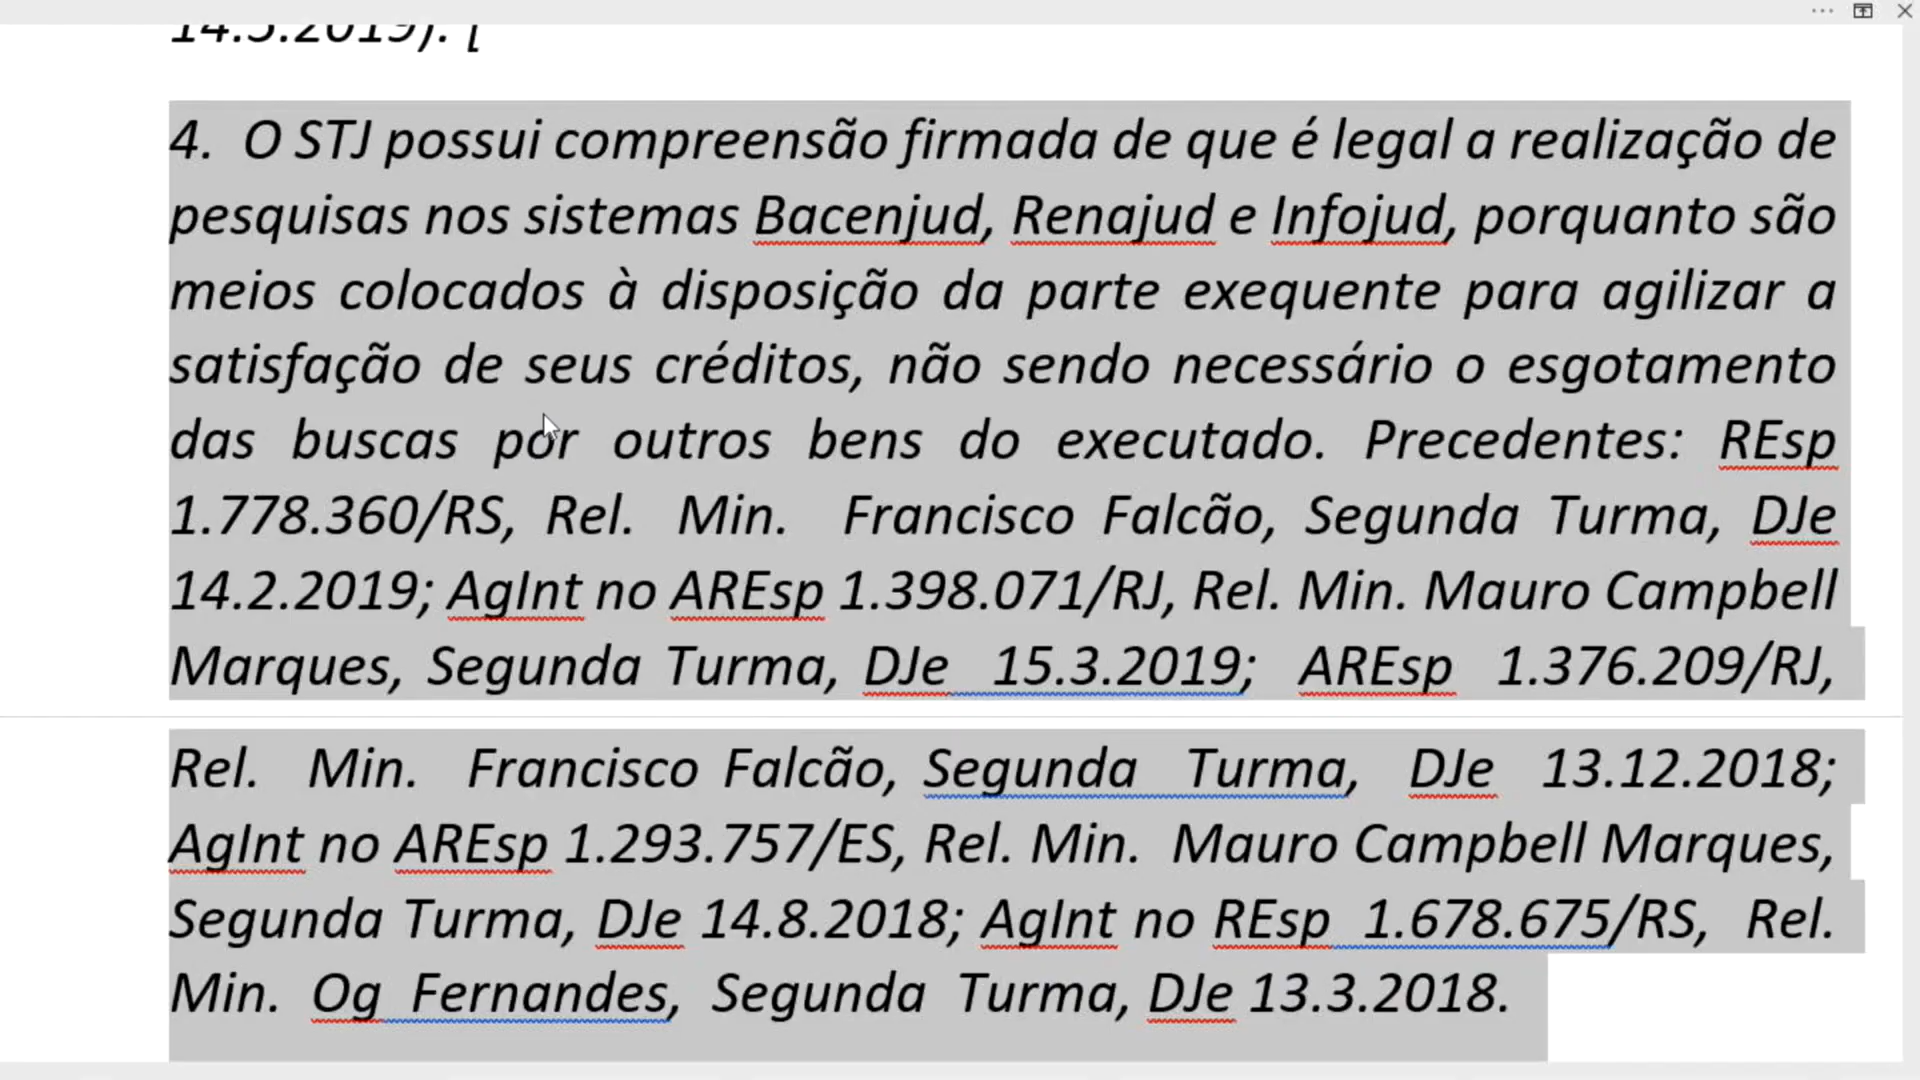 14.5.2019). [
4. O STJ possui compreensão firmada de que é legal a realização de
pesquisas nos sistemas Bacenjud, Renajud e Infojud, porquanto são
meios colocados à disposição da parte exequente para agilizar a
satisfação de seus créditos, não sendo necessário o esgotamento
das buscas por outros bens do executado. Precedentes: REsp
1.778.360/RS, Rel. Min. Francisco Falcão, Segunda Turma, DJe
14.2.2019; AgInt no AREsp 1.398.071/RJ, Rel. Min. Mauro Campbell
Marques, Segunda Turma, DJe 15.3.2019; AREsp 1.376.209/RJ,
Rel. Min. Francisco Falcão, Segunda Turma, DJe 13.12.2018;
AgInt no AREsp 1.293.757/ES, Rel. Min. Mauro Campbell Marques,
Segunda Turma, DJe 14.8.2018; AgInt no REsp 1.678.675/RS, Rel.
Min. Og Fernandes, Segunda Turma, DJe 13.3.2018.